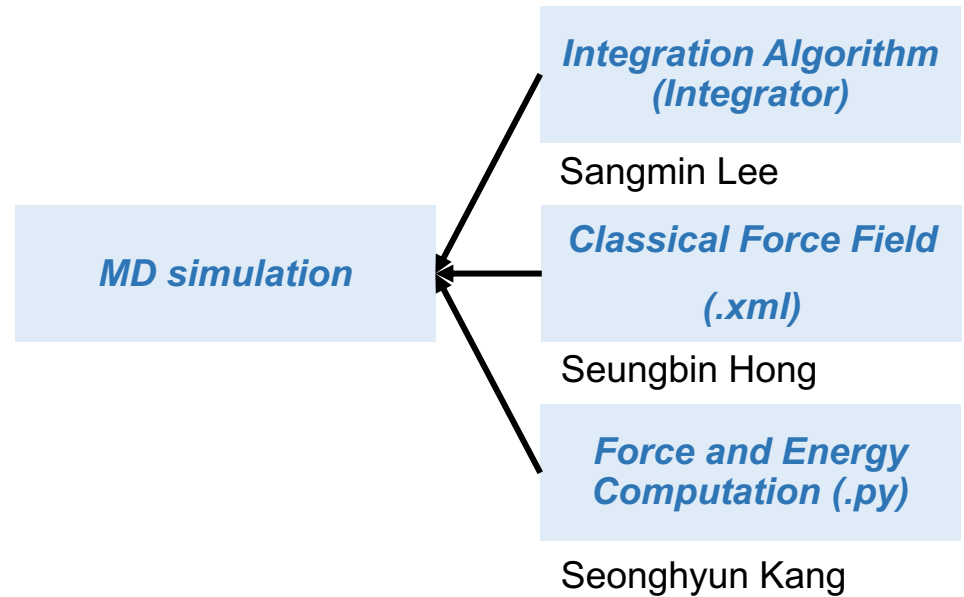 Integration Algorithm
(Integrator)
Sangmin Lee
MD simulation
Classical Force Field
(.xml)
Seungbin Hong
Force and Energy
Computation (.py)
Seonghyun Kang